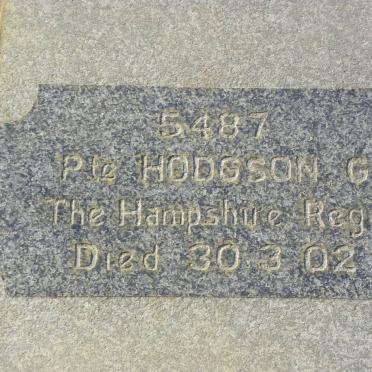 5487
Pte HODGSON G
The Hampshire Reg
Died 30 3 02